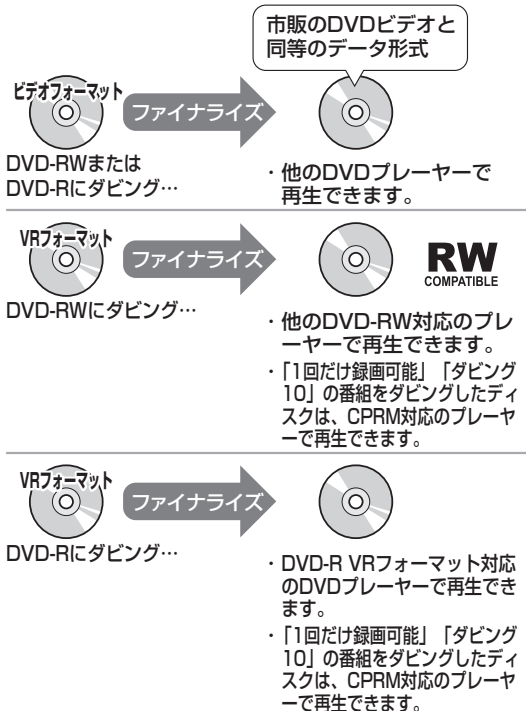 市販のDVDビデオと
同等のデータ形式
ビデオフォーマット
ファイナライズ
DVD-RWまたは
DVD-Rにダビング…
・他のDVDプレーヤーで
再生できます。
VRフォーマット
ファイナライズ
RW
COMPATIBLE
DVD-RWにダビング…
・他のDVD-RW対応のプレ
ーヤーで再生できます。
・「1回だけ録画可能」「ダビング
10」の番組をダビングしたディ
スクは、CPRM対応のプレーヤ
ーで再生できます。
VRフォーマット
ファイナライズ
DVD-Rにダビング…
・DVD-R VRフォーマット対応
のDVDプレーヤーで再生でき
ます。
・「1回だけ録画可能」「ダビング
10」の番組をダビングしたディ
スクは、CPRM対応のプレーヤ
ーで再生できます。